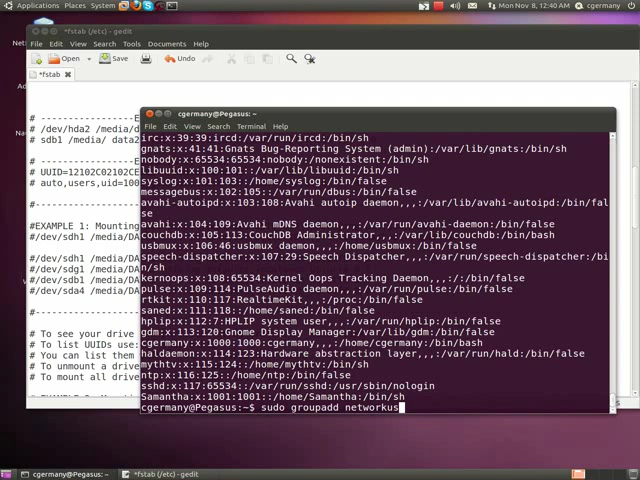 Applications Places System
Mon Nov 8, 12:40 AM cgermany
*fstab (/etc) - gedit
File Edit View Search Tools Documents Help
Open Save Undo
*fstab
# /dev/hda2 /media/d
# sdb1 /media/ data2
# UUID=12102C02102CE
# auto,users,uid=100
#EXAMPLE 1: Mounting
#/dev/sdh1 /media/DA
#/dev/sdh1 /media/DA
#/dev/sdg1 /media/DA
#/dev/sdb1 /media/DA
#/dev/sda4 /media/DA
# To see your drive
# To list UUIDs use:
# You can list them
# To unmount a drive
# To mount all drive
cgermany@Pegasus: ~
File Edit View Search Terminal Help
irc:x:39:39:ircd:/var/run/ircd:/bin/sh
gnats:x:41:41:Gnats Bug-Reporting System (admin):/var/lib/gnats:/bin/sh
nobody:x:65534:65534:nobody:/nonexistent:/bin/sh
libuuid:x:100:101::/var/lib/libuuid:/bin/sh
syslog:x:101:103::/home/syslog:/bin/false
messagebus:x:102:105::/var/run/dbus:/bin/false
avahi-autoipd:x:103:108:Avahi autoip daemon,,,:/var/lib/avahi-autoipd:/bin/fal
se
avahi:x:104:109:Avahi mDNS daemon,,,:/var/run/avahi-daemon:/bin/false
couchdb:x:105:113:CouchDB Administrator,,,:/var/lib/couchdb:/bin/bash
usbmux:x:106:46:usbmux daemon,,,:/home/usbmux:/bin/false
speech-dispatcher:x:107:29:Speech Dispatcher,,,:/var/run/speech-dispatcher:/bi
n/sh
kernoops:x:108:65534:Kernel Oops Tracking Daemon,,,:/:/bin/false
pulse:x:109:114:PulseAudio daemon,,,:/var/run/pulse:/bin/false
rtkit:x:110:117:RealtimeKit,,,:/proc:/bin/false
saned:x:111:118::/home/saned:/bin/false
hplip:x:112:7:HPLIP system user,,,:/var/run/hplip:/bin/false
gdm:x:113:120:Gnome Display Manager:/var/lib/gdm:/bin/false
cgermany:x:1000:1000:cgermany,,,:/home/cgermany:/bin/bash
haldaemon:x:114:123:Hardware abstraction layer,,,:/var/run/hald:/bin/false
mythtv:x:115:124::/home/mythtv:/bin/sh
ntp:x:116:125::/home/ntp:/bin/false
sshd:x:117:65534::/var/run/sshd:/usr/sbin/nologin
Samantha:x:1001:1001::/home/Samantha:/bin/sh
cgermany@Pegasus:~$ sudo groupadd networkus
cgermany@Pegasus: ~ *fstab (/etc) - gedit